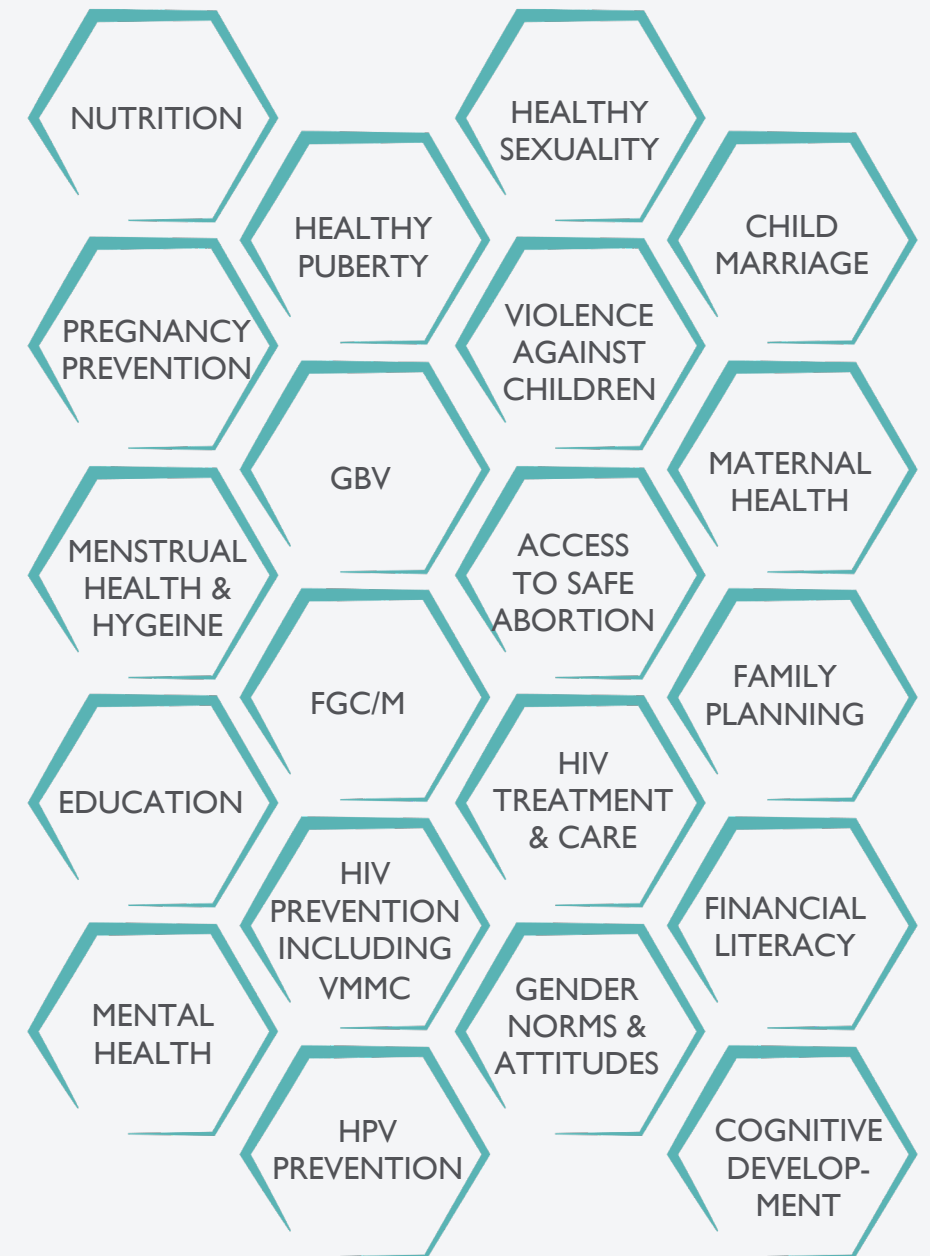 NUTRITION
HEALTHY
SEXUALITY
HEALTHY
PUBERTY
CHILD
MARRIAGE
PREGNANCY
PREVENTION
VIOLENCE
AGAINST
CHILDREN
GBV
MATERNAL
HEALTH
MENSTRUAL
HEALTH &
HYGEINE
ACCESS
TO SAFE
ABORTION
FGC/M
FAMILY
PLANNING
EDUCATION
HIV
TREATMENT
& CARE
HIV
PREVENTION
INCLUDING
VMMC
FINANCIAL
LITERACY
MENTAL
HEALTH
GENDER
NORMS &
ATTITUDES
HPV
PREVENTION
COGNITIVE
DEVELOP-
MENT